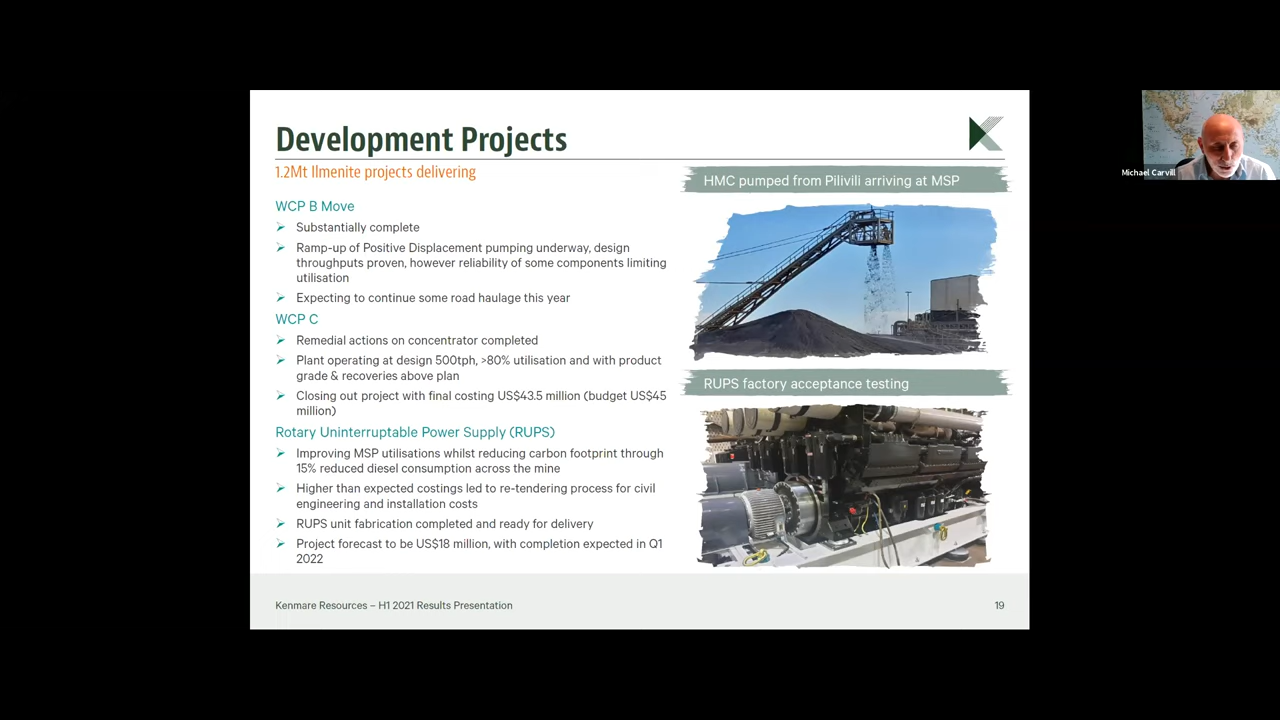 Development Projects
1.2Mt Ilmenite projects delivering
WCP B Move
Substantially complete
Ramp-up of Positive Displacement pumping underway, design
throughputs proven, however reliability of some components limiting
utilisation
Expecting to continue some road haulage this year
WCP C
Remedial actions on concentrator completed
Plant operating at design 500tph, >80% utilisation and with product
grade & recoveries above plan
Closing out project with final costing US$43.5 million (budget US$45
million)
Rotary Uninterruptable Power Supply (RUPS)
Improving MSP utilisations whilst reducing carbon footprint through
15% reduced diesel consumption across the mine
Higher than expected costings led to re-tendering process for civil
engineering and installation costs
RUPS unit fabrication completed and ready for delivery
Project forecast to be US$18 million, with completion expected in Q1
2022
HMC pumped from Pilivili arriving at MSP
RUPS factory acceptance testing
Kenmare Resources – H1 2021 Results Presentation
19
Michael Carvill